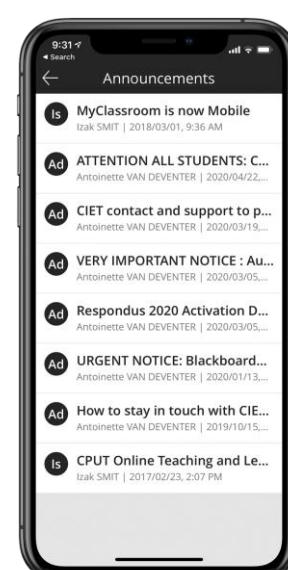 9:31
Search
Announcements
Is
MyClassroom is now Mobile
Izak SMIT | 2018/03/01, 9:36 AM
Ad
ATTENTION ALL STUDENTS: C...
Antoinette VAN DEVENTER | 2020/04/22,...
Ad
CIET contact and support to p...
Antoinette VAN DEVENTER | 2020/03/19,...
Ad
VERY IMPORTANT NOTICE : Au...
Antoinette VAN DEVENTER | 2020/03/05,...
Ad
Respondus 2020 Activation D...
Antoinette VAN DEVENTER | 2020/03/05,...
Ad
URGENT NOTICE: Blackboard...
Antoinette VAN DEVENTER | 2020/01/13,...
Ad
How to stay in touch with CIE...
Antoinette VAN DEVENTER | 2019/10/15,...
Is
CPUT Online Teaching and Le...
Izak SMIT | 2017/02/23, 2:07 PM